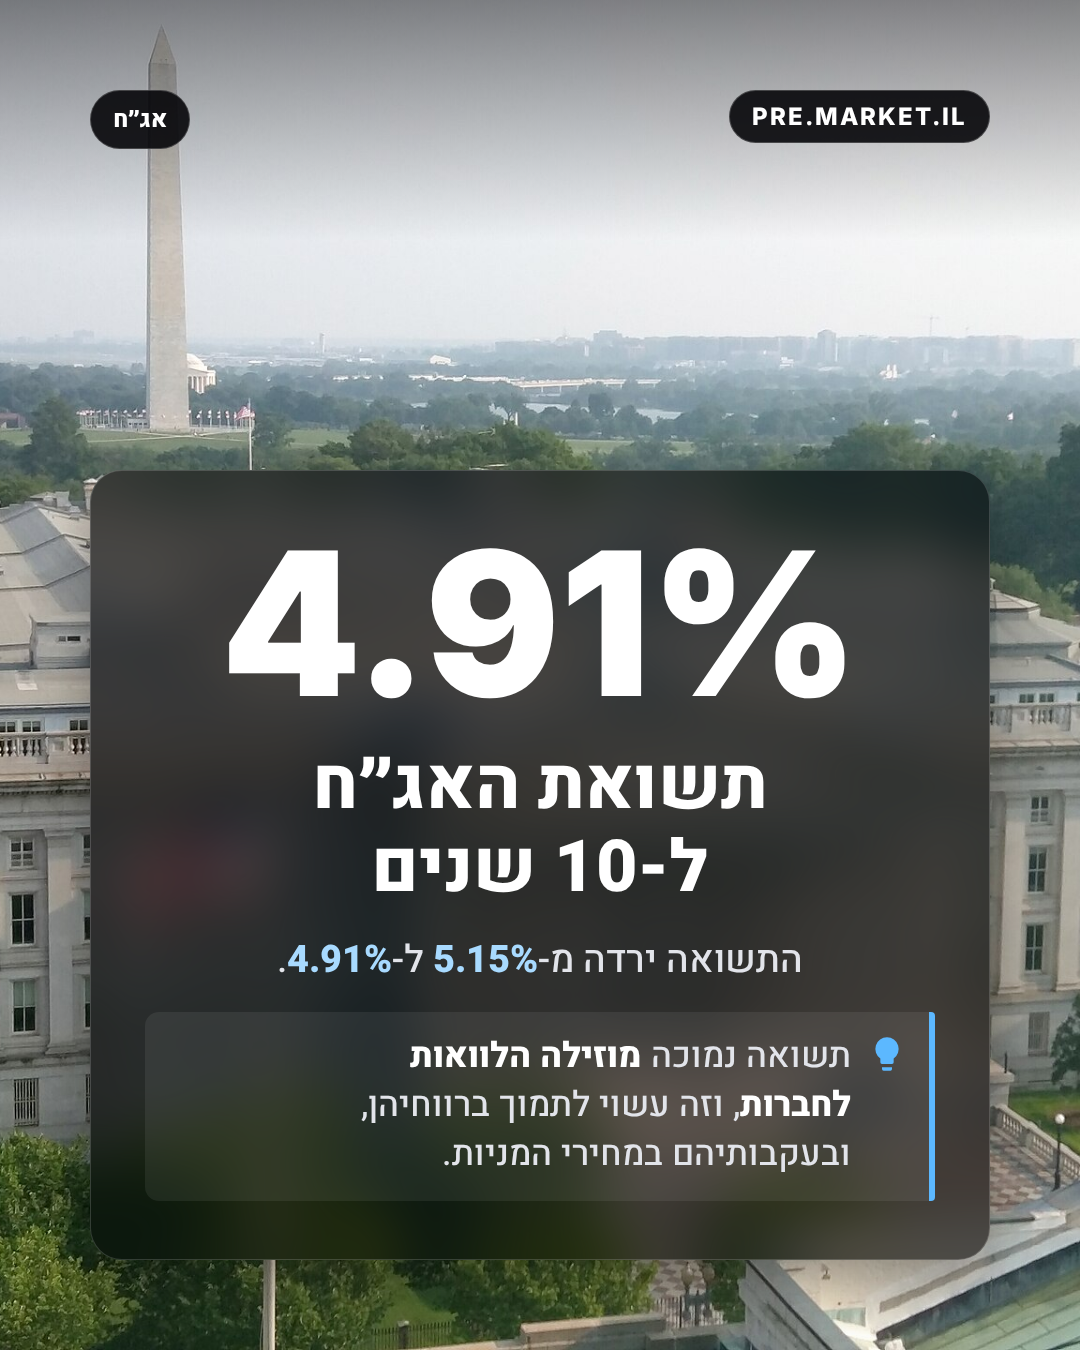 PRE.MARKET.IL
אג״ח
4.91%
תשואת האג״ח
ל-10 שנים
התשואה ירדה מ-5.15% ל-4.91%.
תשואה נמוכה מוזילה הלוואות
לחברות, וזה עשוי לתמוך ברווחיהן,
ובעקבותיהם במחירי המניות.